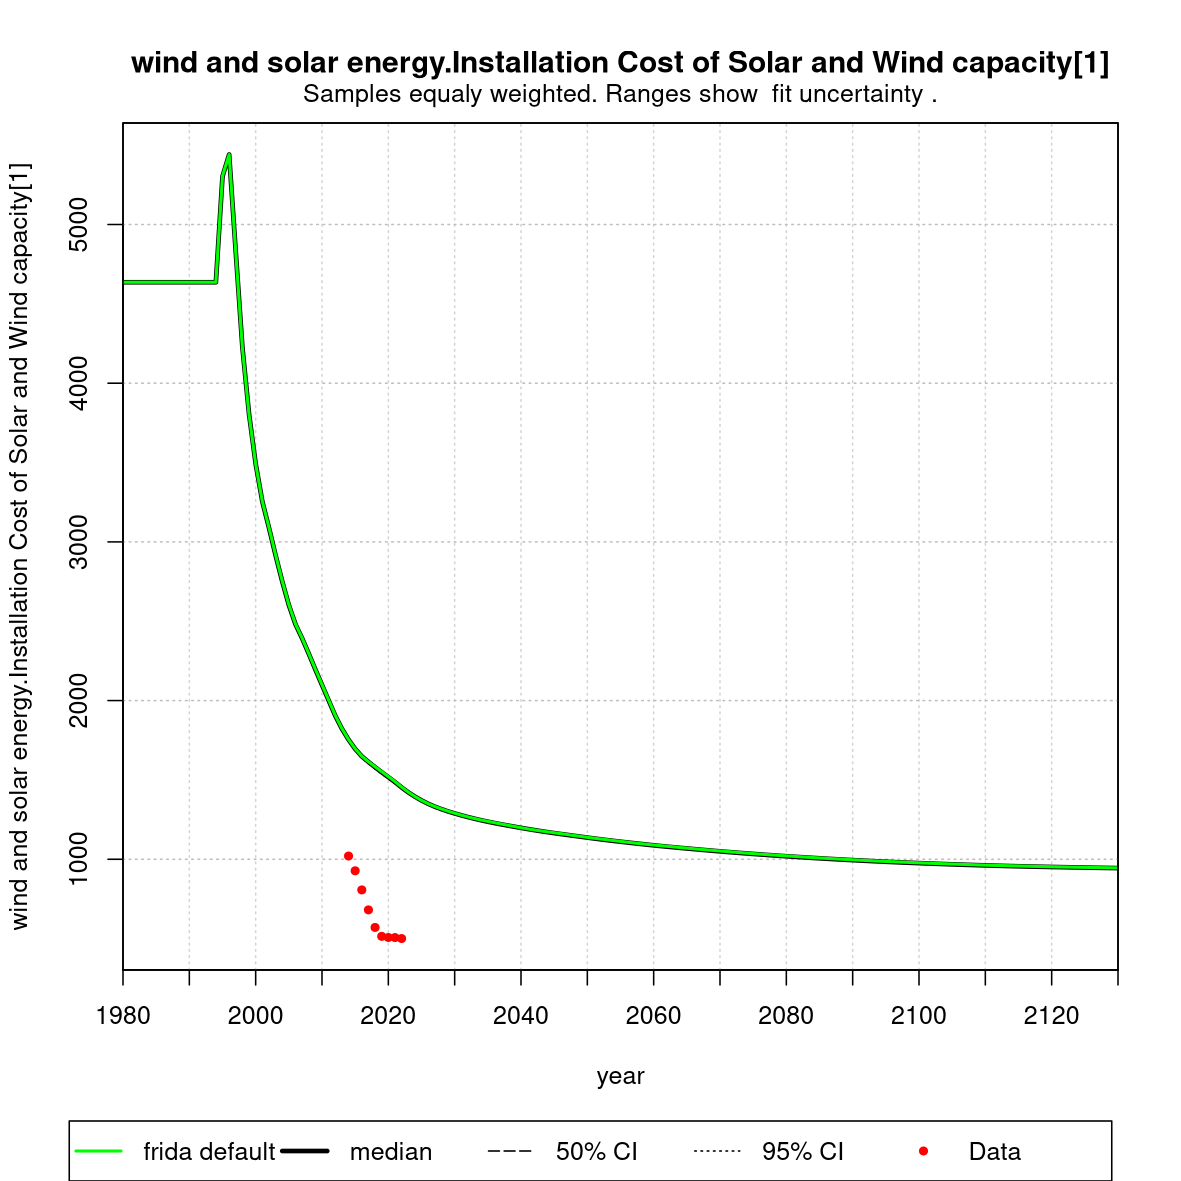 wind and solar energy.Installation Cost of Solar and Wind capacity[1]
Samples equaly weighted. Ranges show  fit uncertainty .
wind and solar energy.Installation Cost of Solar and Wind capacity[1]
5000
4000
3000
2000
1000
1980 2000 2020 2040 2060 2080 2100 2120
year
frida default median 50% CI 95% CI Data